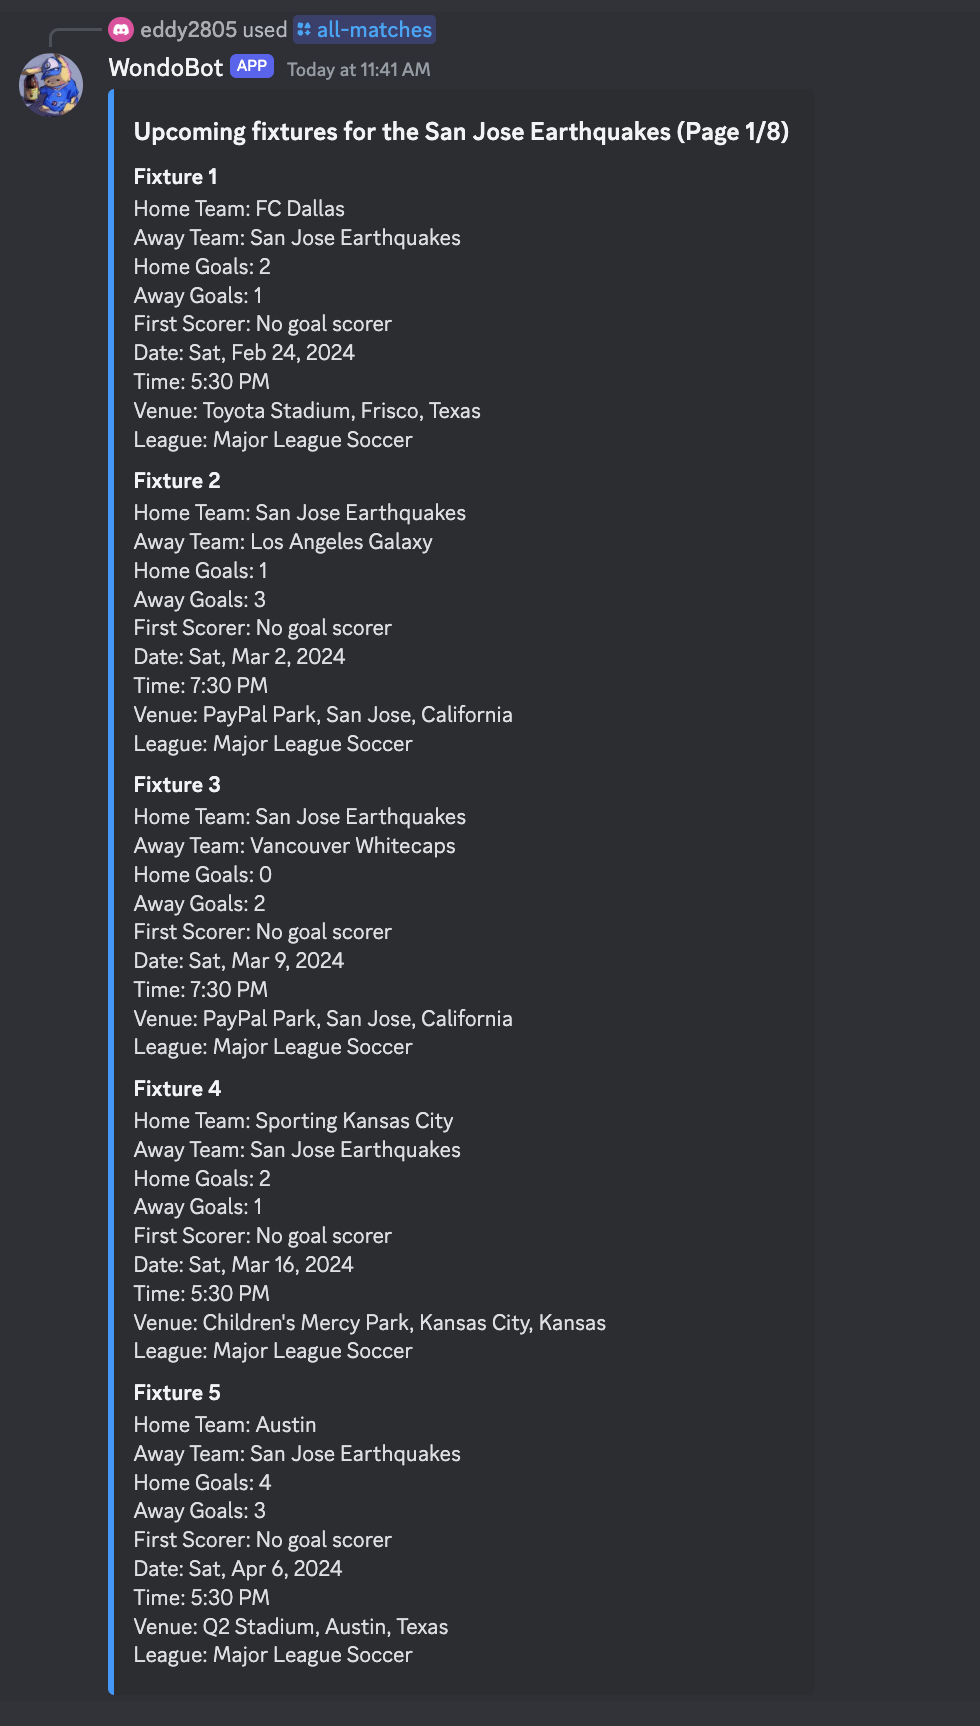 eddy2805 used all-matches
WondoBot APP Today at 11:41 AM
Upcoming fixtures for the San Jose Earthquakes (Page 1/8)
Fixture 1
Home Team: FC Dallas
Away Team: San Jose Earthquakes
Home Goals: 2
Away Goals: 1
First Scorer: No goal scorer
Date: Sat, Feb 24, 2024
Time: 5:30 PM
Venue: Toyota Stadium, Frisco, Texas
League: Major League Soccer
Fixture 2
Home Team: San Jose Earthquakes
Away Team: Los Angeles Galaxy
Home Goals: 1
Away Goals: 3
First Scorer: No goal scorer
Date: Sat, Mar 2, 2024
Time: 7:30 PM
Venue: PayPal Park, San Jose, California
League: Major League Soccer
Fixture 3
Home Team: San Jose Earthquakes
Away Team: Vancouver Whitecaps
Home Goals: 0
Away Goals: 2
First Scorer: No goal scorer
Date: Sat, Mar 9, 2024
Time: 7:30 PM
Venue: PayPal Park, San Jose, California
League: Major League Soccer
Fixture 4
Home Team: Sporting Kansas City
Away Team: San Jose Earthquakes
Home Goals: 2
Away Goals: 1
First Scorer: No goal scorer
Date: Sat, Mar 16, 2024
Time: 5:30 PM
Venue: Children's Mercy Park, Kansas City, Kansas
League: Major League Soccer
Fixture 5
Home Team: Austin
Away Team: San Jose Earthquakes
Home Goals: 4
Away Goals: 3
First Scorer: No goal scorer
Date: Sat, Apr 6, 2024
Time: 5:30 PM
Venue: Q2 Stadium, Austin, Texas
League: Major League Soccer